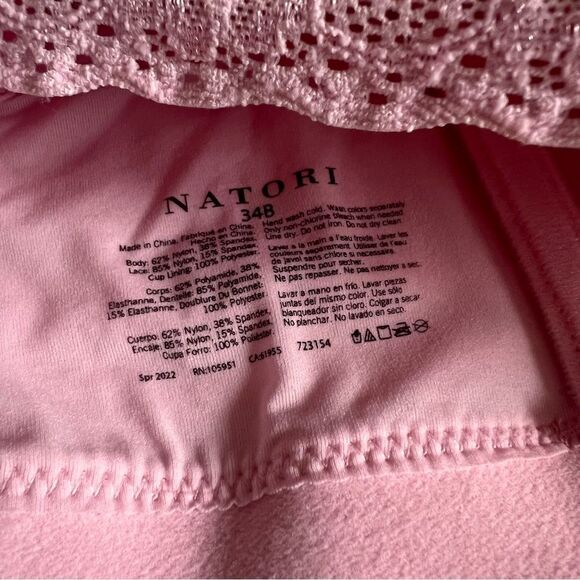 NATORI
34B
Made in China, Fabriqué en Chine,
Hecho en China
Body: 62% Nylon, 38% Spandex
Lace: 85% Nylon, 15% Spandex,
Cup Lining: 100% Polyester
Corps: 62% Polyamide, 38%
Elasthanne, Dentelle: 85% Polyamide,
15% Elasthanne, Doublure Du Bonnet:
100% Polyester
Cuerpo: 62% Nylon, 38% Spandex,
Encaje: 85% Nylon, 15% Spandex,
Cupa Forro: 100% Poliéster
Spr 2022 RN:105951 CA:61955 723154
Hand wash cold. Wash colors separately
Only non-chlorine bleach when needed
Line dry. Do not iron. Do not dry clean.
Laver a la main a l'eau froide. Laver les
couleurs separément. Utiliser de l'eau
de javel sans chlore si necessaire.
Suspendre pour secher.
Ne pas repasser. Ne pas nettoyer a sec.
Lavar a mano en frío. Lavar piezas
juntas del mismo color. Use sólo
blanqueador sin cloro. Colgar a secar
No planchar. No lavado en seco.